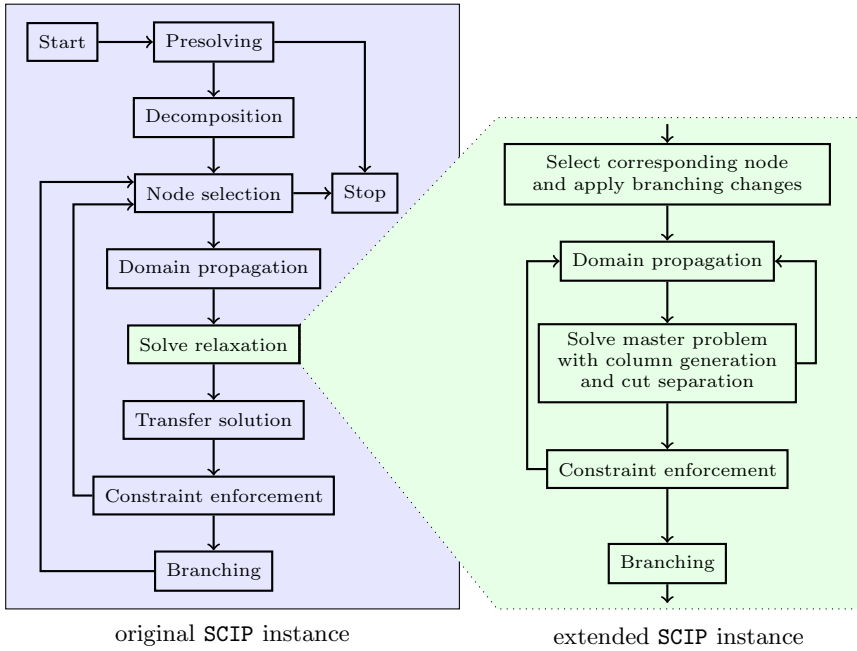 Start
Presolving
Decomposition
Node selection
Stop
Domain propagation
Solve relaxation
Transfer solution
Constraint enforcement
Branching
original SCIP instance
Select corresponding node
and apply branching changes
Domain propagation
Solve master problem
with column generation
and cut separation
Constraint enforcement
Branching
extended SCIP instance